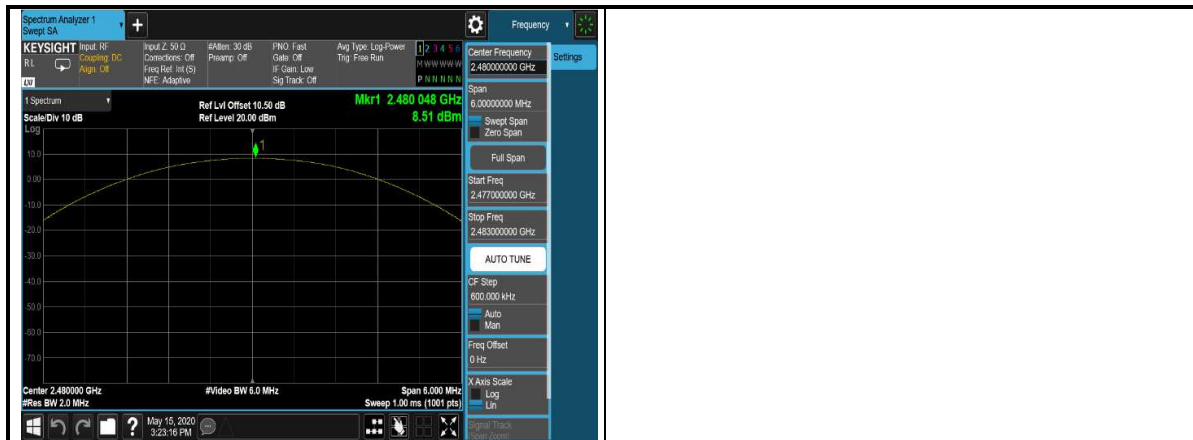 Spectrum Analyzer 1
Swept SA
Frequency
KEYSIGHT
RL
LXI
Input: RF
Coupling: DC
Align: Off
Input Z: 50 Ω
Corrections: Off
Freq Ref: Int (S)
NFE: Adaptive
#Atten: 30 dB
Preamp: Off
PNO: Fast
Gate: Off
IF Gain: Low
Sig Track: Off
Avg Type: Log-Power
Trig: Free Run
1 2 3 4 5 6
M W W W W W
P N N N N N
Center Frequency
2.480000000 GHz
Settings
1 Spectrum
Scale/Div 10 dB
Ref Lvl Offset 10.50 dB
Ref Level 20.00 dBm
Mkr1 2.480 048 GHz
8.51 dBm
Span
6.00000000 MHz
Swept Span
Zero Span
Full Span
Start Freq
2.477000000 GHz
Stop Freq
2.483000000 GHz
AUTO TUNE
CF Step
600.000 kHz
Auto
Man
Freq Offset
0 Hz
X Axis Scale
Log
Lin
Signal Track
(Span Zoom)
Log
1
10.0
0.00
-10.0
-20.0
-30.0
-40.0
-50.0
-60.0
-70.0
Center 2.480000 GHz
#Res BW 2.0 MHz
#Video BW 6.0 MHz
Span 6.000 MHz
Sweep 1.00 ms (1001 pts)
?
May 15, 2020
3:23:16 PM